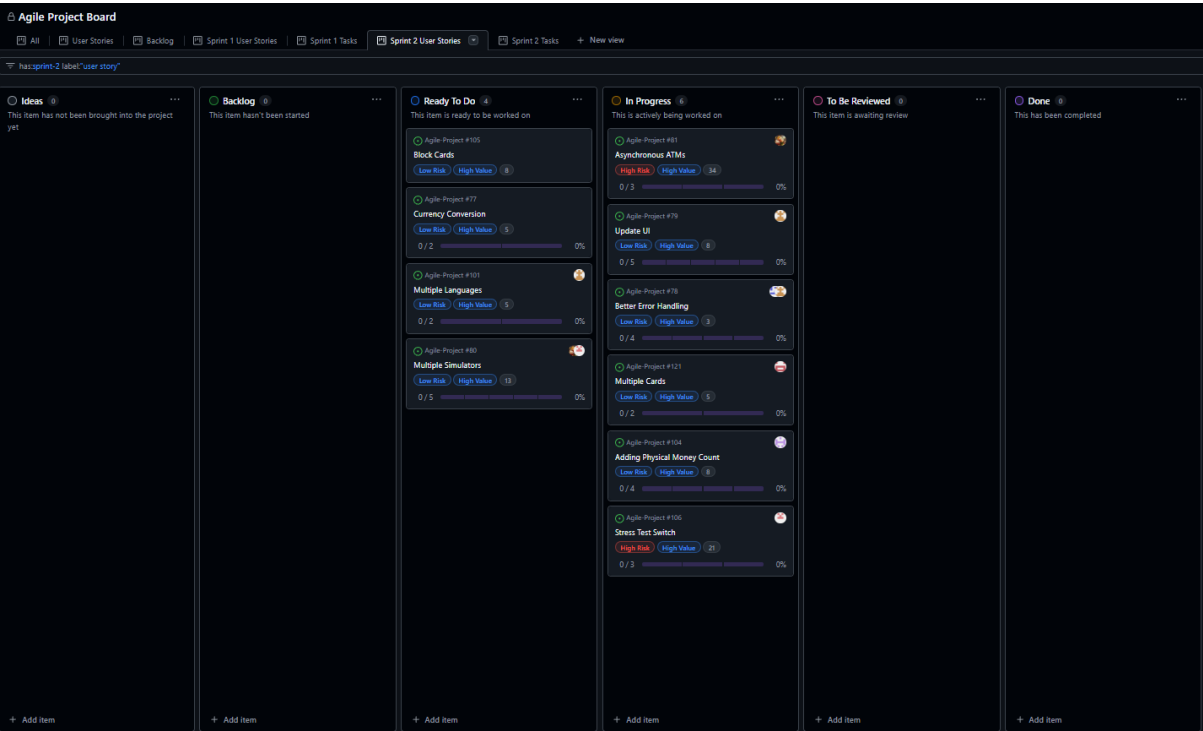 Agile Project Board
All
User Stories
Backlog
Sprint 1 User Stories
Sprint 1 Tasks
Sprint 2 User Stories
Sprint 2 Tasks
+ New view
has:sprint-2 label:"user story"
Ideas 0 ...
This item has not been brought into the project
yet
+ Add item
Backlog 0 ...
This item hasn't been started
+ Add item
Ready To Do 4 ...
This item is ready to be worked on
Agile-Project #105
Block Cards
Low Risk High Value 8
Agile-Project #77
Currency Conversion
Low Risk High Value 5
0 / 2 0%
Agile-Project #101
Multiple Languages
Low Risk High Value 5
0 / 2 0%
Agile-Project #80
Multiple Simulators
Low Risk High Value 13
0 / 5 0%
+ Add item
In Progress 6 ...
This is actively being worked on
Agile-Project #81
Asynchronous ATMs
High Risk High Value 34
0 / 3 0%
Agile-Project #79
Update UI
Low Risk High Value 8
0 / 5 0%
Agile-Project #78
Better Error Handling
Low Risk High Value 3
0 / 4 0%
Agile-Project #121
Multiple Cards
Low Risk High Value 5
0 / 2 0%
Agile-Project #104
Adding Physical Money Count
Low Risk High Value 8
0 / 4 0%
Agile-Project #106
Stress Test Switch
High Risk High Value 21
0 / 3 0%
+ Add item
To Be Reviewed 0 ...
This item is awaiting review
+ Add item
Done 0 ...
This has been completed
+ Add item